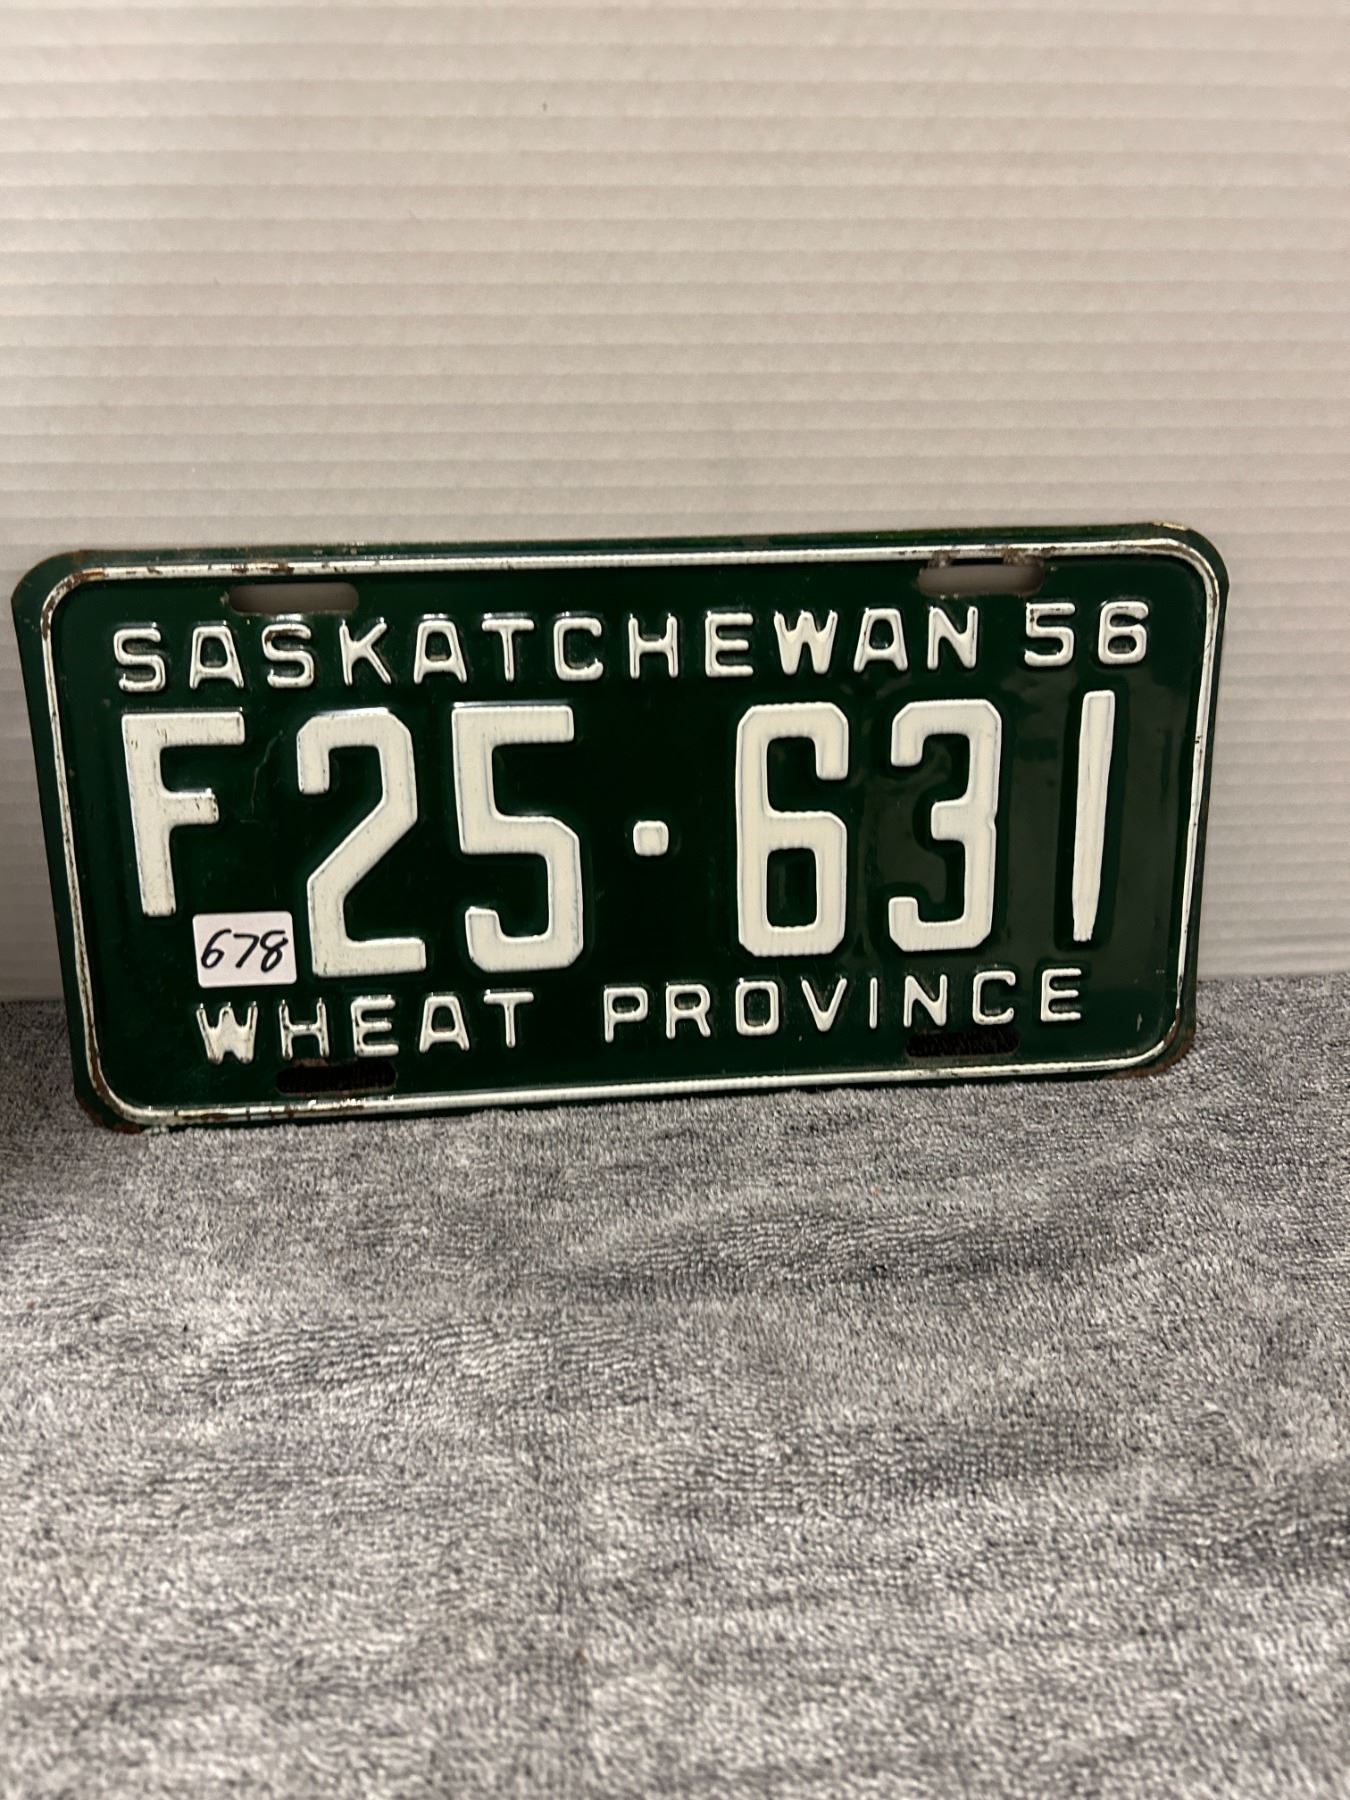 SASKATCHEWAN 56
F25·631
678
WHEAT PROVINCE